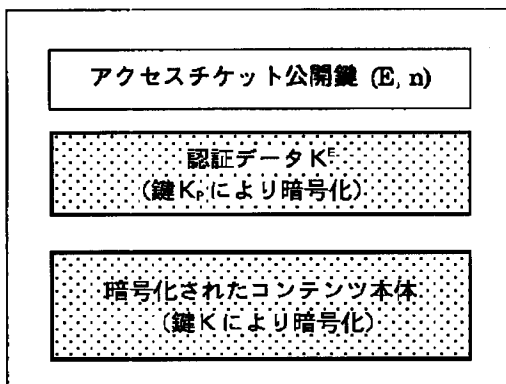 アクセスチケット公開鍵 (E, n)
認証データK^E
(鍵K_Pにより暗号化)
暗号化されたコンテンツ本体
(鍵Kにより暗号化)